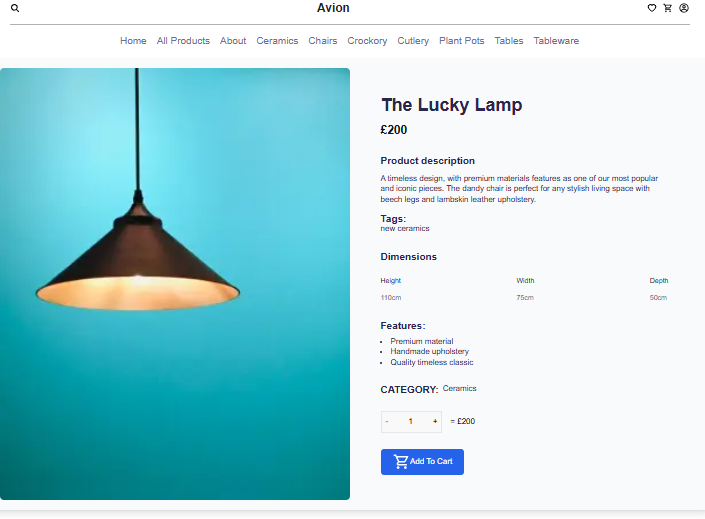 Avion
Home All Products About Ceramics Chairs Crockory Cutlery Plant Pots Tables Tableware
The Lucky Lamp
£200
Product description
A timeless design, with premium materials features as one of our most popular
and iconic pieces. The dandy chair is perfect for any stylish living space with
beech legs and lambskin leather upholstery.
Tags:
new ceramics
Dimensions
Height Width Depth
110cm 75cm 50cm
Features:
• Premium material
• Handmade upholstery
• Quality timeless classic
CATEGORY: Ceramics
- 1 + = £200
Add To Cart